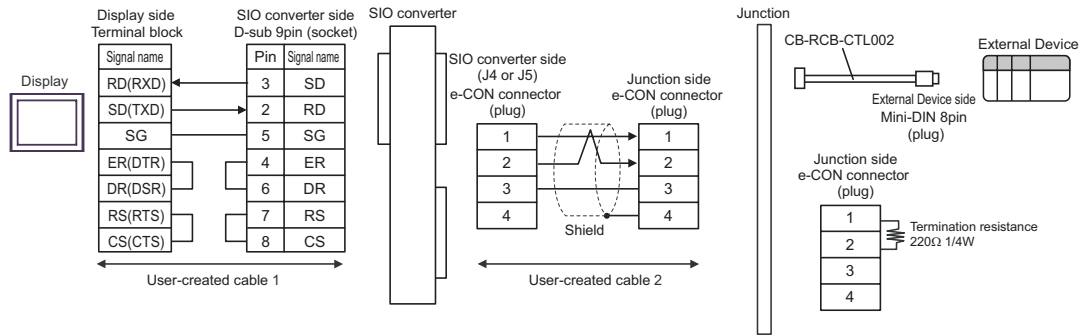 Display
Display side
Terminal block
Signal name
RD(RXD)
SD(TXD)
SG
ER(DTR)
DR(DSR)
RS(RTS)
CS(CTS)
SIO converter side
D-sub 9pin (socket)
Pin Signal name
3 SD
2 RD
5 SG
4 ER
6 DR
7 RS
8 CS
User-created cable 1
SIO converter
SIO converter side
(J4 or J5)
e-CON connector
(plug)
1
2
3
4
Shield
Junction side
e-CON connector
(plug)
1
2
3
4
User-created cable 2
Junction
CB-RCB-CTL002
External Device side
Mini-DIN 8pin
(plug)
External Device
Junction side
e-CON connector
(plug)
1
2
3
4
Termination resistance
220Ω 1/4W